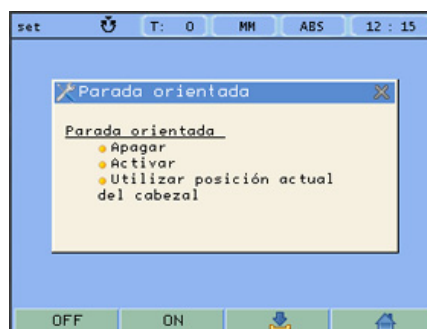 set T: 0 MM ABS 12 : 15
Parada orientada
Parada orientada
Apagar
Activar
Utilizar posición actual
del cabezal
OFF ON